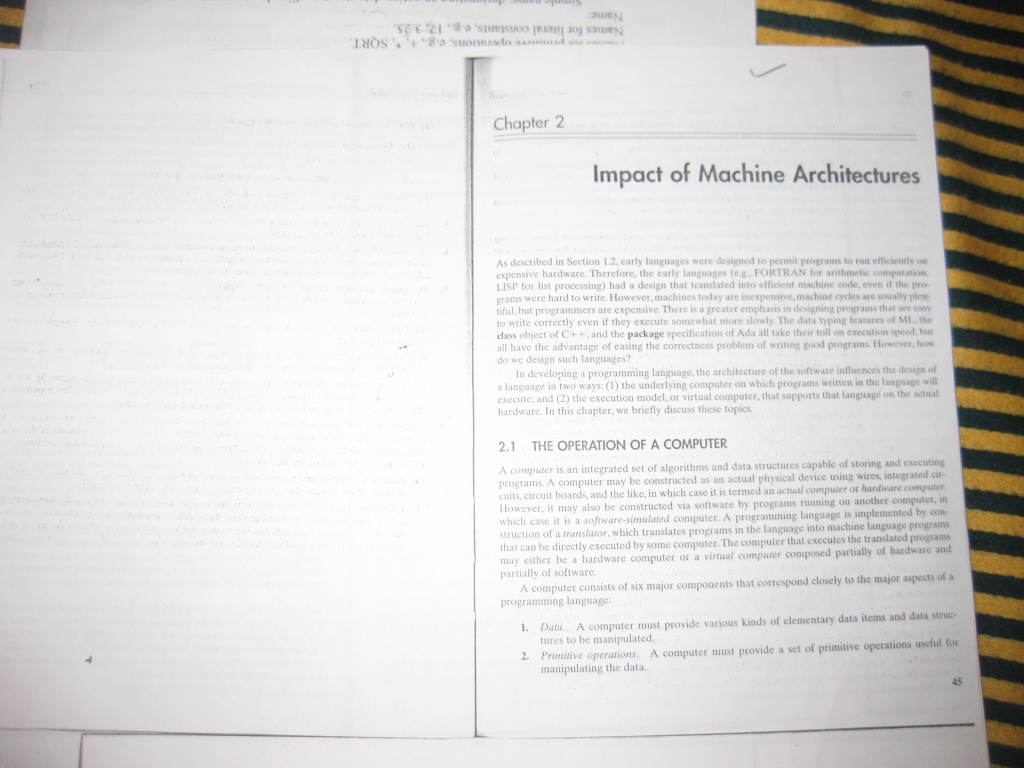 Names for literal constants, e.g., 17, 3.25.
Name:
Chapter 2
Impact of Machine Architectures
As described in Section 1.2, early languages were designed to permit programs to run efficiently on
expensive hardware. Therefore, the early languages (e.g., FORTRAN for arithmetic computation,
LISP for list processing) had a design that translated into efficient machine code, even if the pro-
grams were hard to write. However, machines today are inexpensive, machine cycles are usually plen-
tiful, but programmers are expensive. There is a greater emphasis in designing programs that are easy
to write correctly even if they execute somewhat more slowly. The data typing features of ML, the
class object of C++, and the package specification of Ada all take their toll on execution speed, but
all have the advantage of easing the correctness problem of writing good programs. However, how
do we design such languages?
In developing a programming language, the architecture of the software influences the design of
a language in two ways: (1) the underlying computer on which programs written in the language will
execute; and (2) the execution model, or virtual computer, that supports that language on the actual
hardware. In this chapter, we briefly discuss these topics.
2.1 THE OPERATION OF A COMPUTER
A computer is an integrated set of algorithms and data structures capable of storing and executing
programs. A computer may be constructed as an actual physical device using wires, integrated cir-
cuits, circuit boards, and the like, in which case it is termed an actual computer or hardware computer.
However, it may also be constructed via software by programs running on another computer, in
which case it is a software-simulated computer. A programming language is implemented by con-
struction of a translator, which translates programs in the language into machine language programs
that can be directly executed by some computer. The computer that executes the translated programs
may either be a hardware computer or a virtual computer composed partially of hardware and
partially of software.
A computer consists of six major components that correspond closely to the major aspects of a
programming language:
1. Data. A computer must provide various kinds of elementary data items and data struc-
tures to be manipulated.
2. Primitive operations. A computer must provide a set of primitive operations useful for
manipulating the data.
45